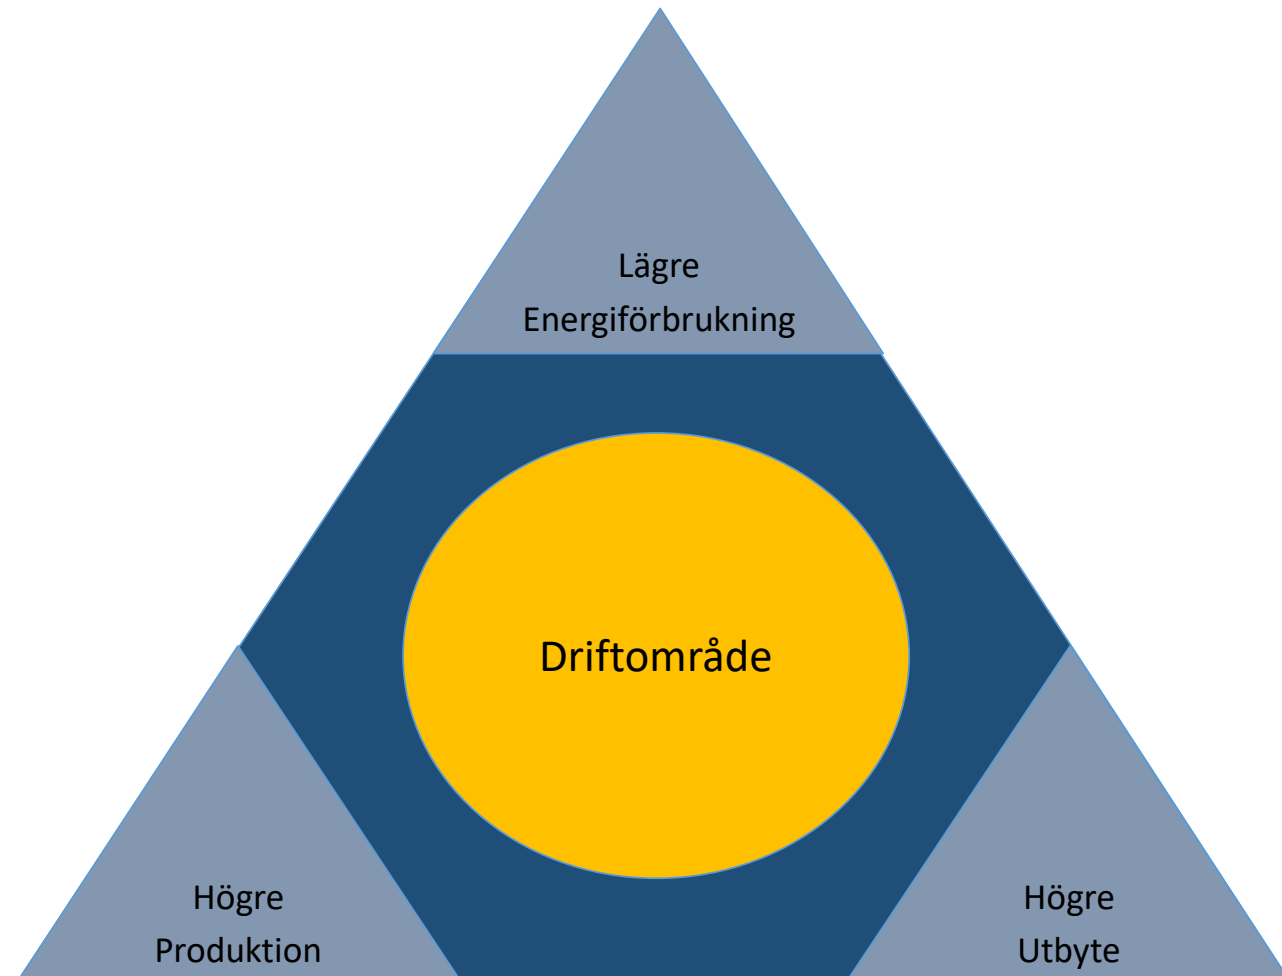 Lägre
Energiförbrukning
Driftområde
Högre
Produktion
Högre
Utbyte